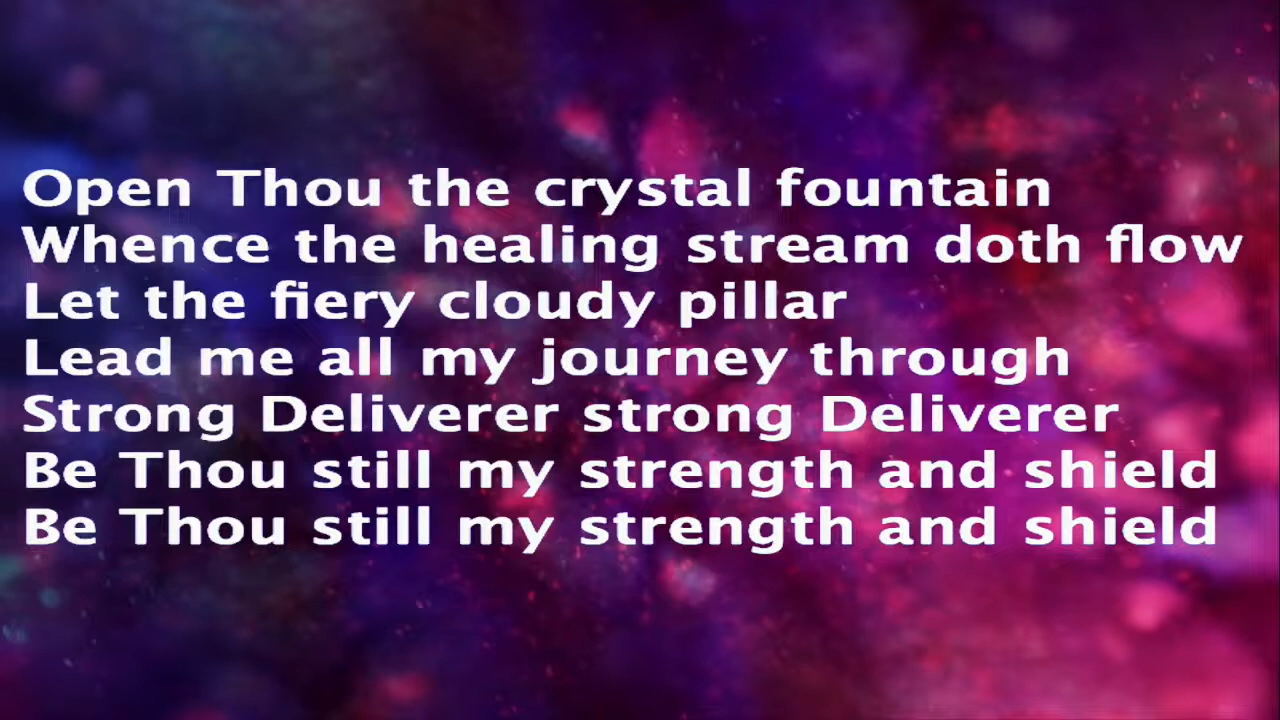 Open Thou the crystal fountain
Whence the healing stream doth flow
Let the fiery cloudy pillar
Lead me all my journey through
Strong Deliverer strong Deliverer
Be Thou still my strength and shield
Be Thou still my strength and shield